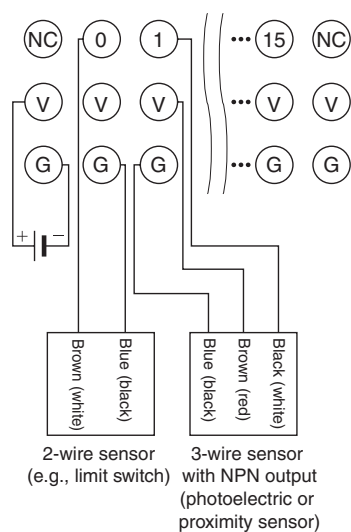 NC 0 1 ••• 15 NC
V V V ••• V V
G G G ••• G G
+ −
Brown (white)
Blue (black)
Blue (black)
Brown (red)
Black (white)
2-wire sensor
(e.g., limit switch)
3-wire sensor
with NPN output
(photoelectric or
proximity sensor)